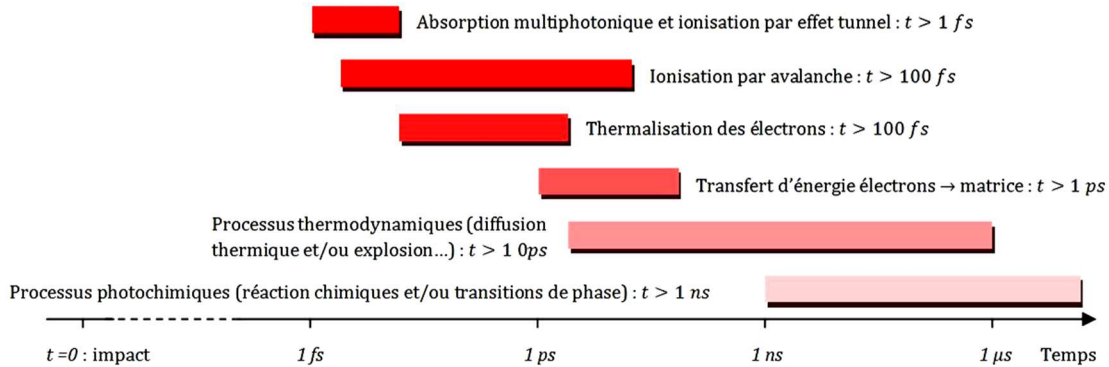 Absorption multiphotonique et ionisation par effet tunnel : t > 1 fs
Ionisation par avalanche : t > 100 fs
Thermalisation des électrons : t > 100 fs
Transfert d'énergie électrons → matrice : t > 1 ps
Processus thermodynamiques (diffusion
thermique et/ou explosion…) : t > 1 0ps
Processus photochimiques (réaction chimiques et/ou transitions de phase) : t > 1 ns
t =0 : impact 1 fs 1 ps 1 ns 1 µs Temps